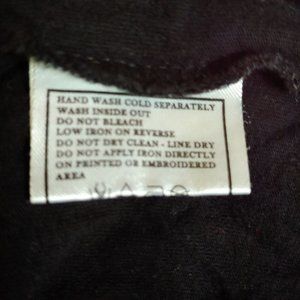 HAND WASH COLD SEPARATELY
WASH INSIDE OUT
DO NOT BLEACH
LOW IRON ON REVERSE
DO NOT DRY CLEAN - LINE DRY
DO NOT APPLY IRON DIRECTLY
ON PRINTED OR EMBROIDERED
AREA